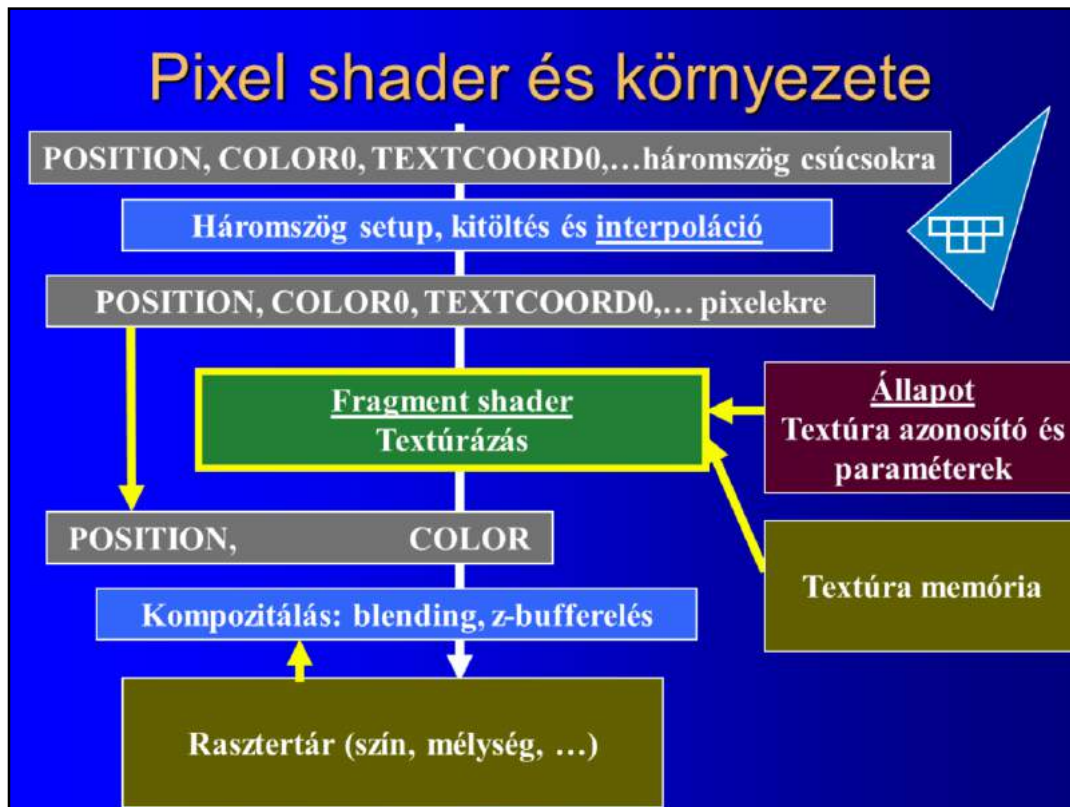 Pixel shader és környezete
POSITION, COLOR0, TEXTCOORD0,…háromszög csúcsokra
Háromszög setup, kitöltés és interpoláció
POSITION, COLOR0, TEXTCOORD0,… pixelekre
Fragment shader
Textúrázás
Állapot
Textúra azonosító és
paraméterek
POSITION, COLOR
Textúra memória
Kompozitálás: blending, z-bufferelés
Rasztertár (szín, mélység, …)